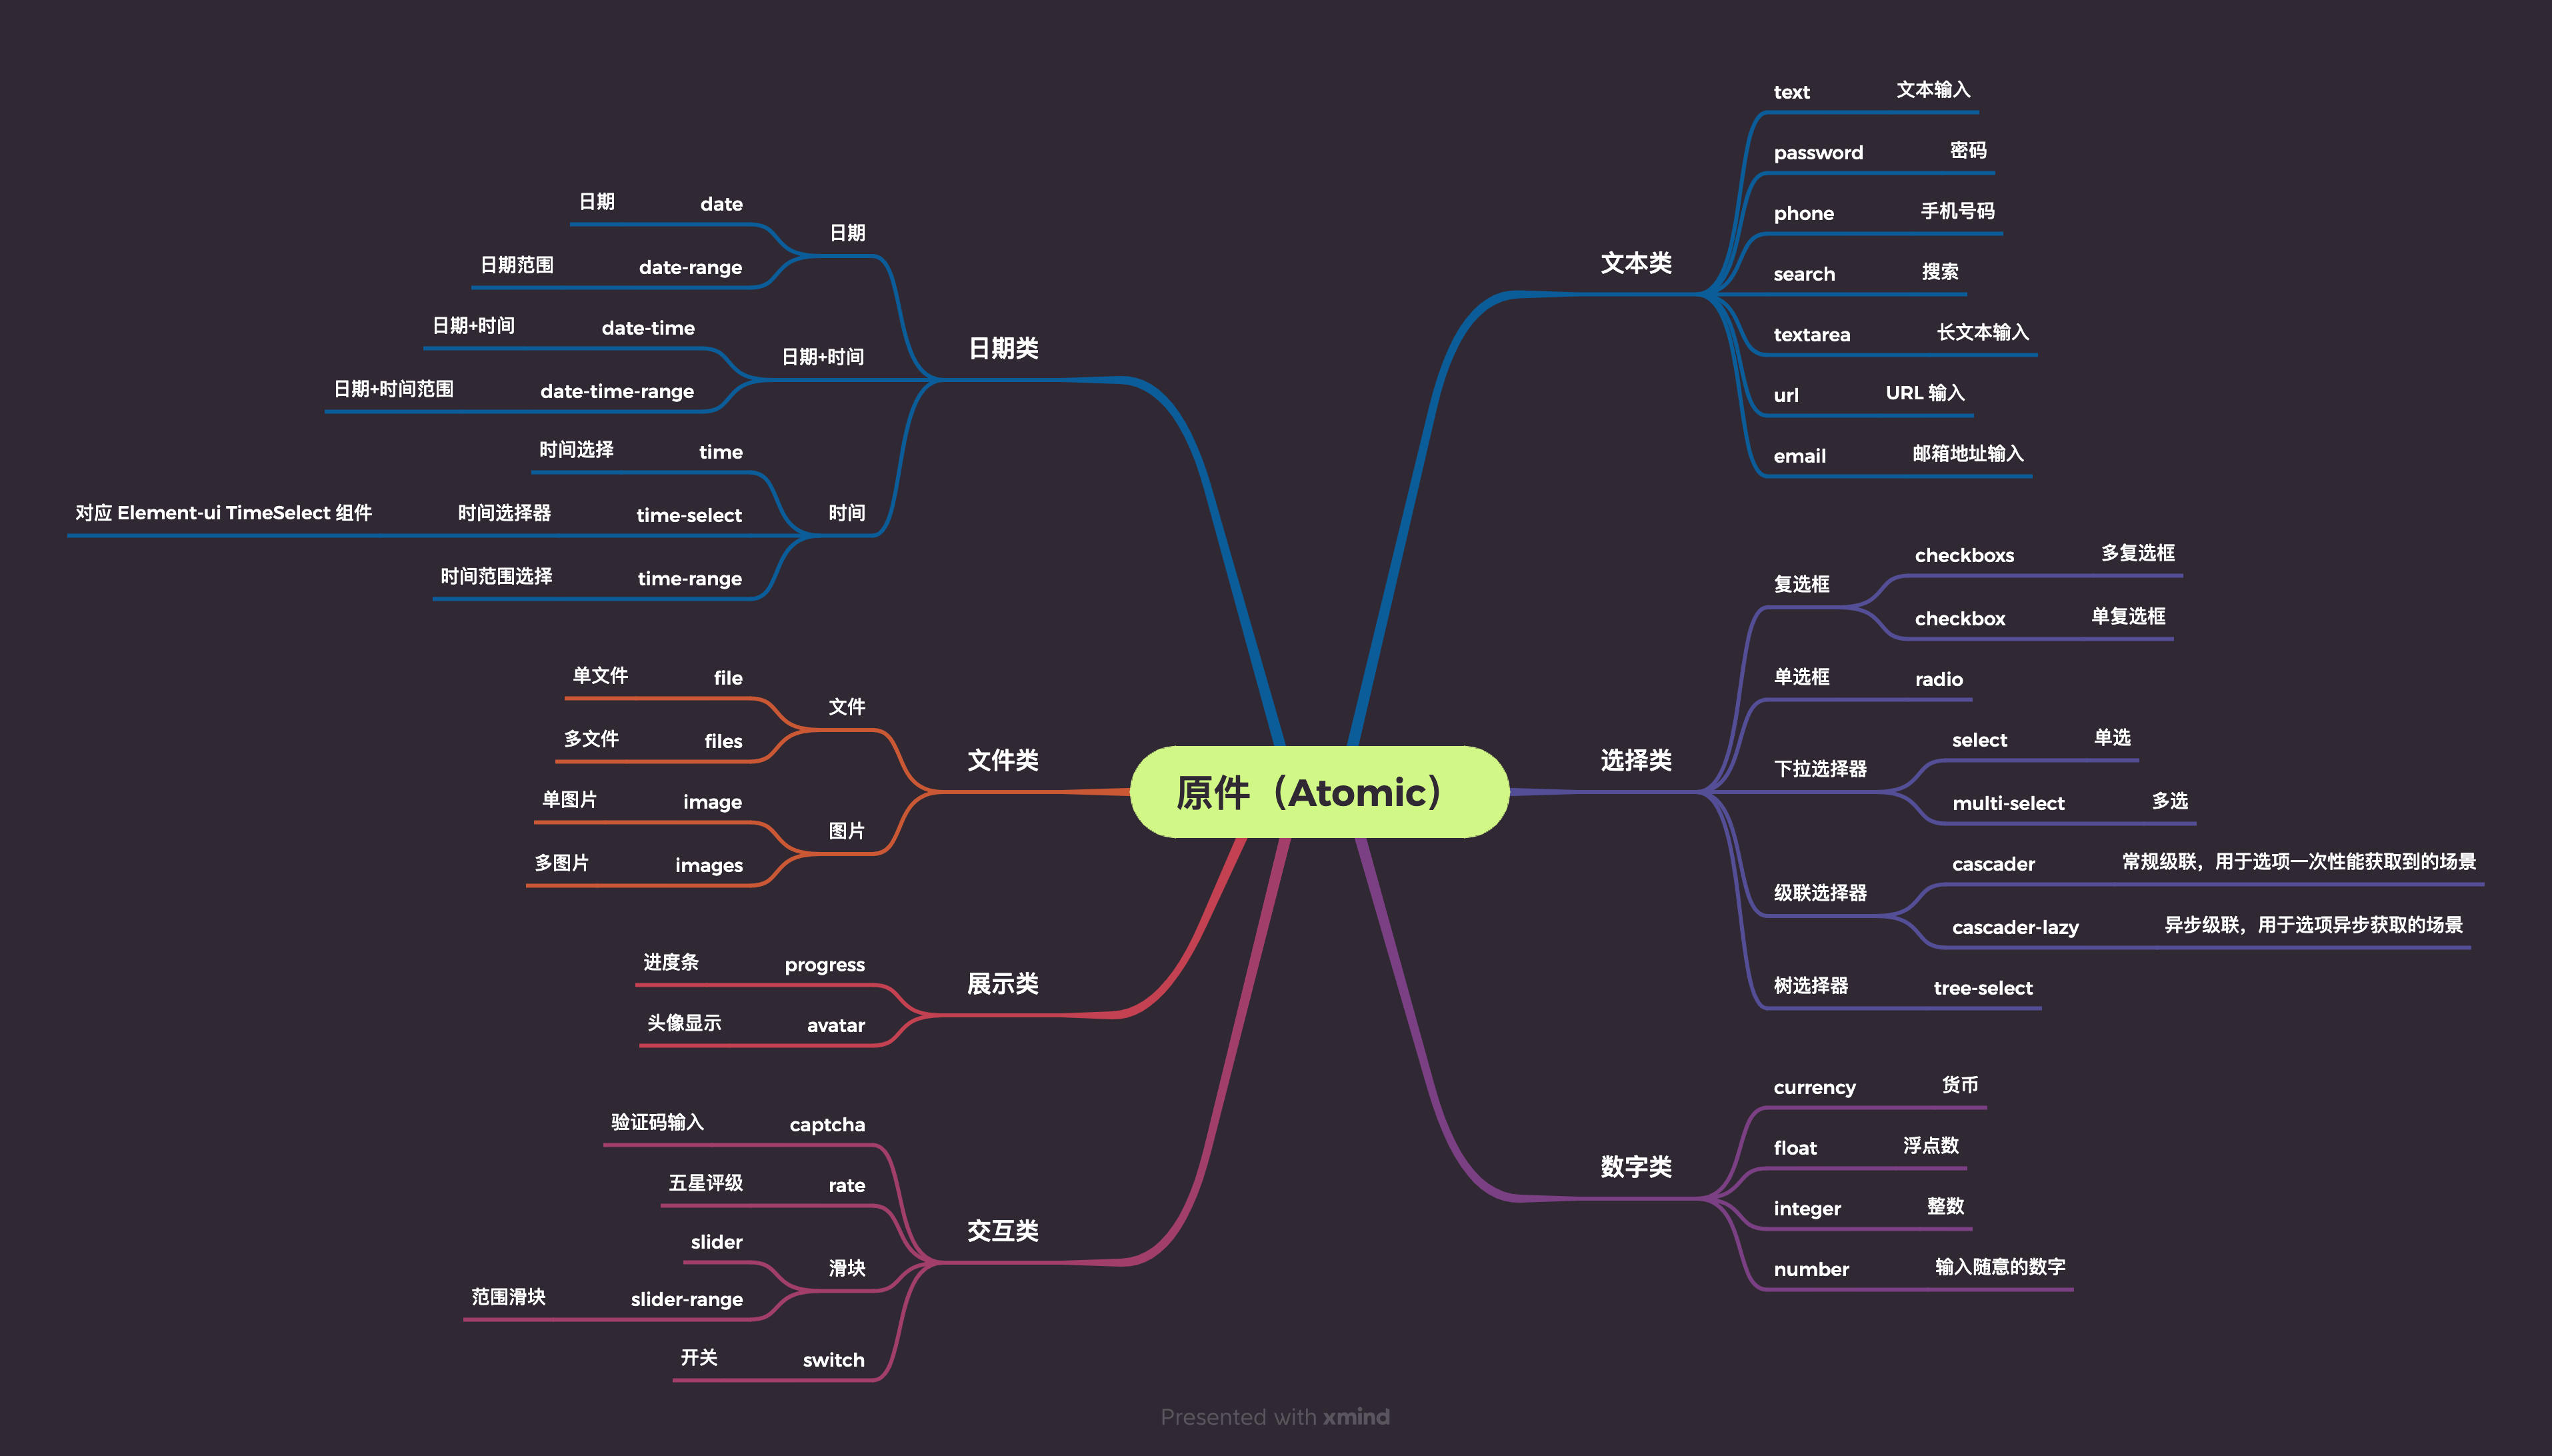 原件（Atomic）
文本类
text 文本输入
password 密码
phone 手机号码
search 搜索
textarea 长文本输入
url URL 输入
email 邮箱地址输入
选择类
复选框
checkboxs 多复选框
checkbox 单复选框
单选框 radio
下拉选择器
select 单选
multi-select 多选
级联选择器
cascader 常规级联，用于选项一次性能获取到的场景
cascader-lazy 异步级联，用于选项异步获取的场景
树选择器 tree-select
数字类
currency 货币
float 浮点数
integer 整数
number 输入随意的数字
日期类
日期
日期 date
日期范围 date-range
日期+时间
日期+时间 date-time
日期+时间范围 date-time-range
时间
时间选择 time
对应 Element-ui TimeSelect 组件 时间选择器 time-select
时间范围选择 time-range
文件类
文件
单文件 file
多文件 files
图片
单图片 image
多图片 images
展示类
进度条 progress
头像显示 avatar
交互类
验证码输入 captcha
五星评级 rate
滑块
slider
范围滑块 slider-range
开关 switch
Presented with xmind